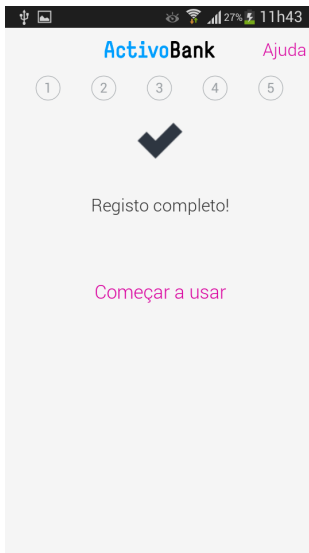 27% 11h43
ActivoBank Ajuda
1 2 3 4 5
Registo completo!
Começar a usar